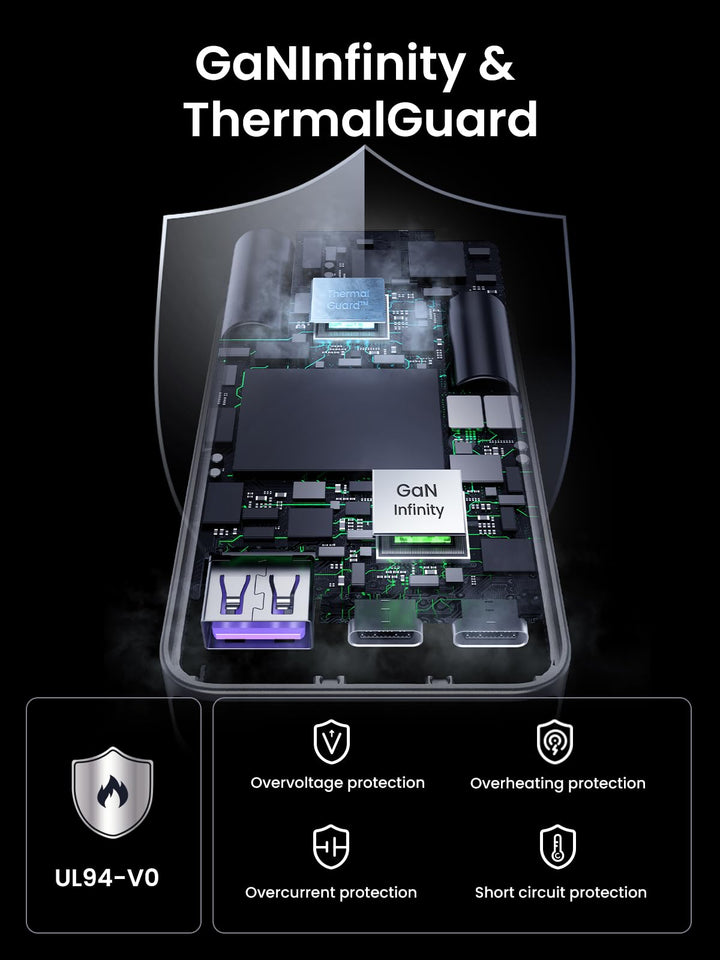 GaNInfinity &
ThermalGuard
Thermal
Guard™
GaN
Infinity
UL94-V0
Overvoltage protection
Overheating protection
Overcurrent protection
Short circuit protection